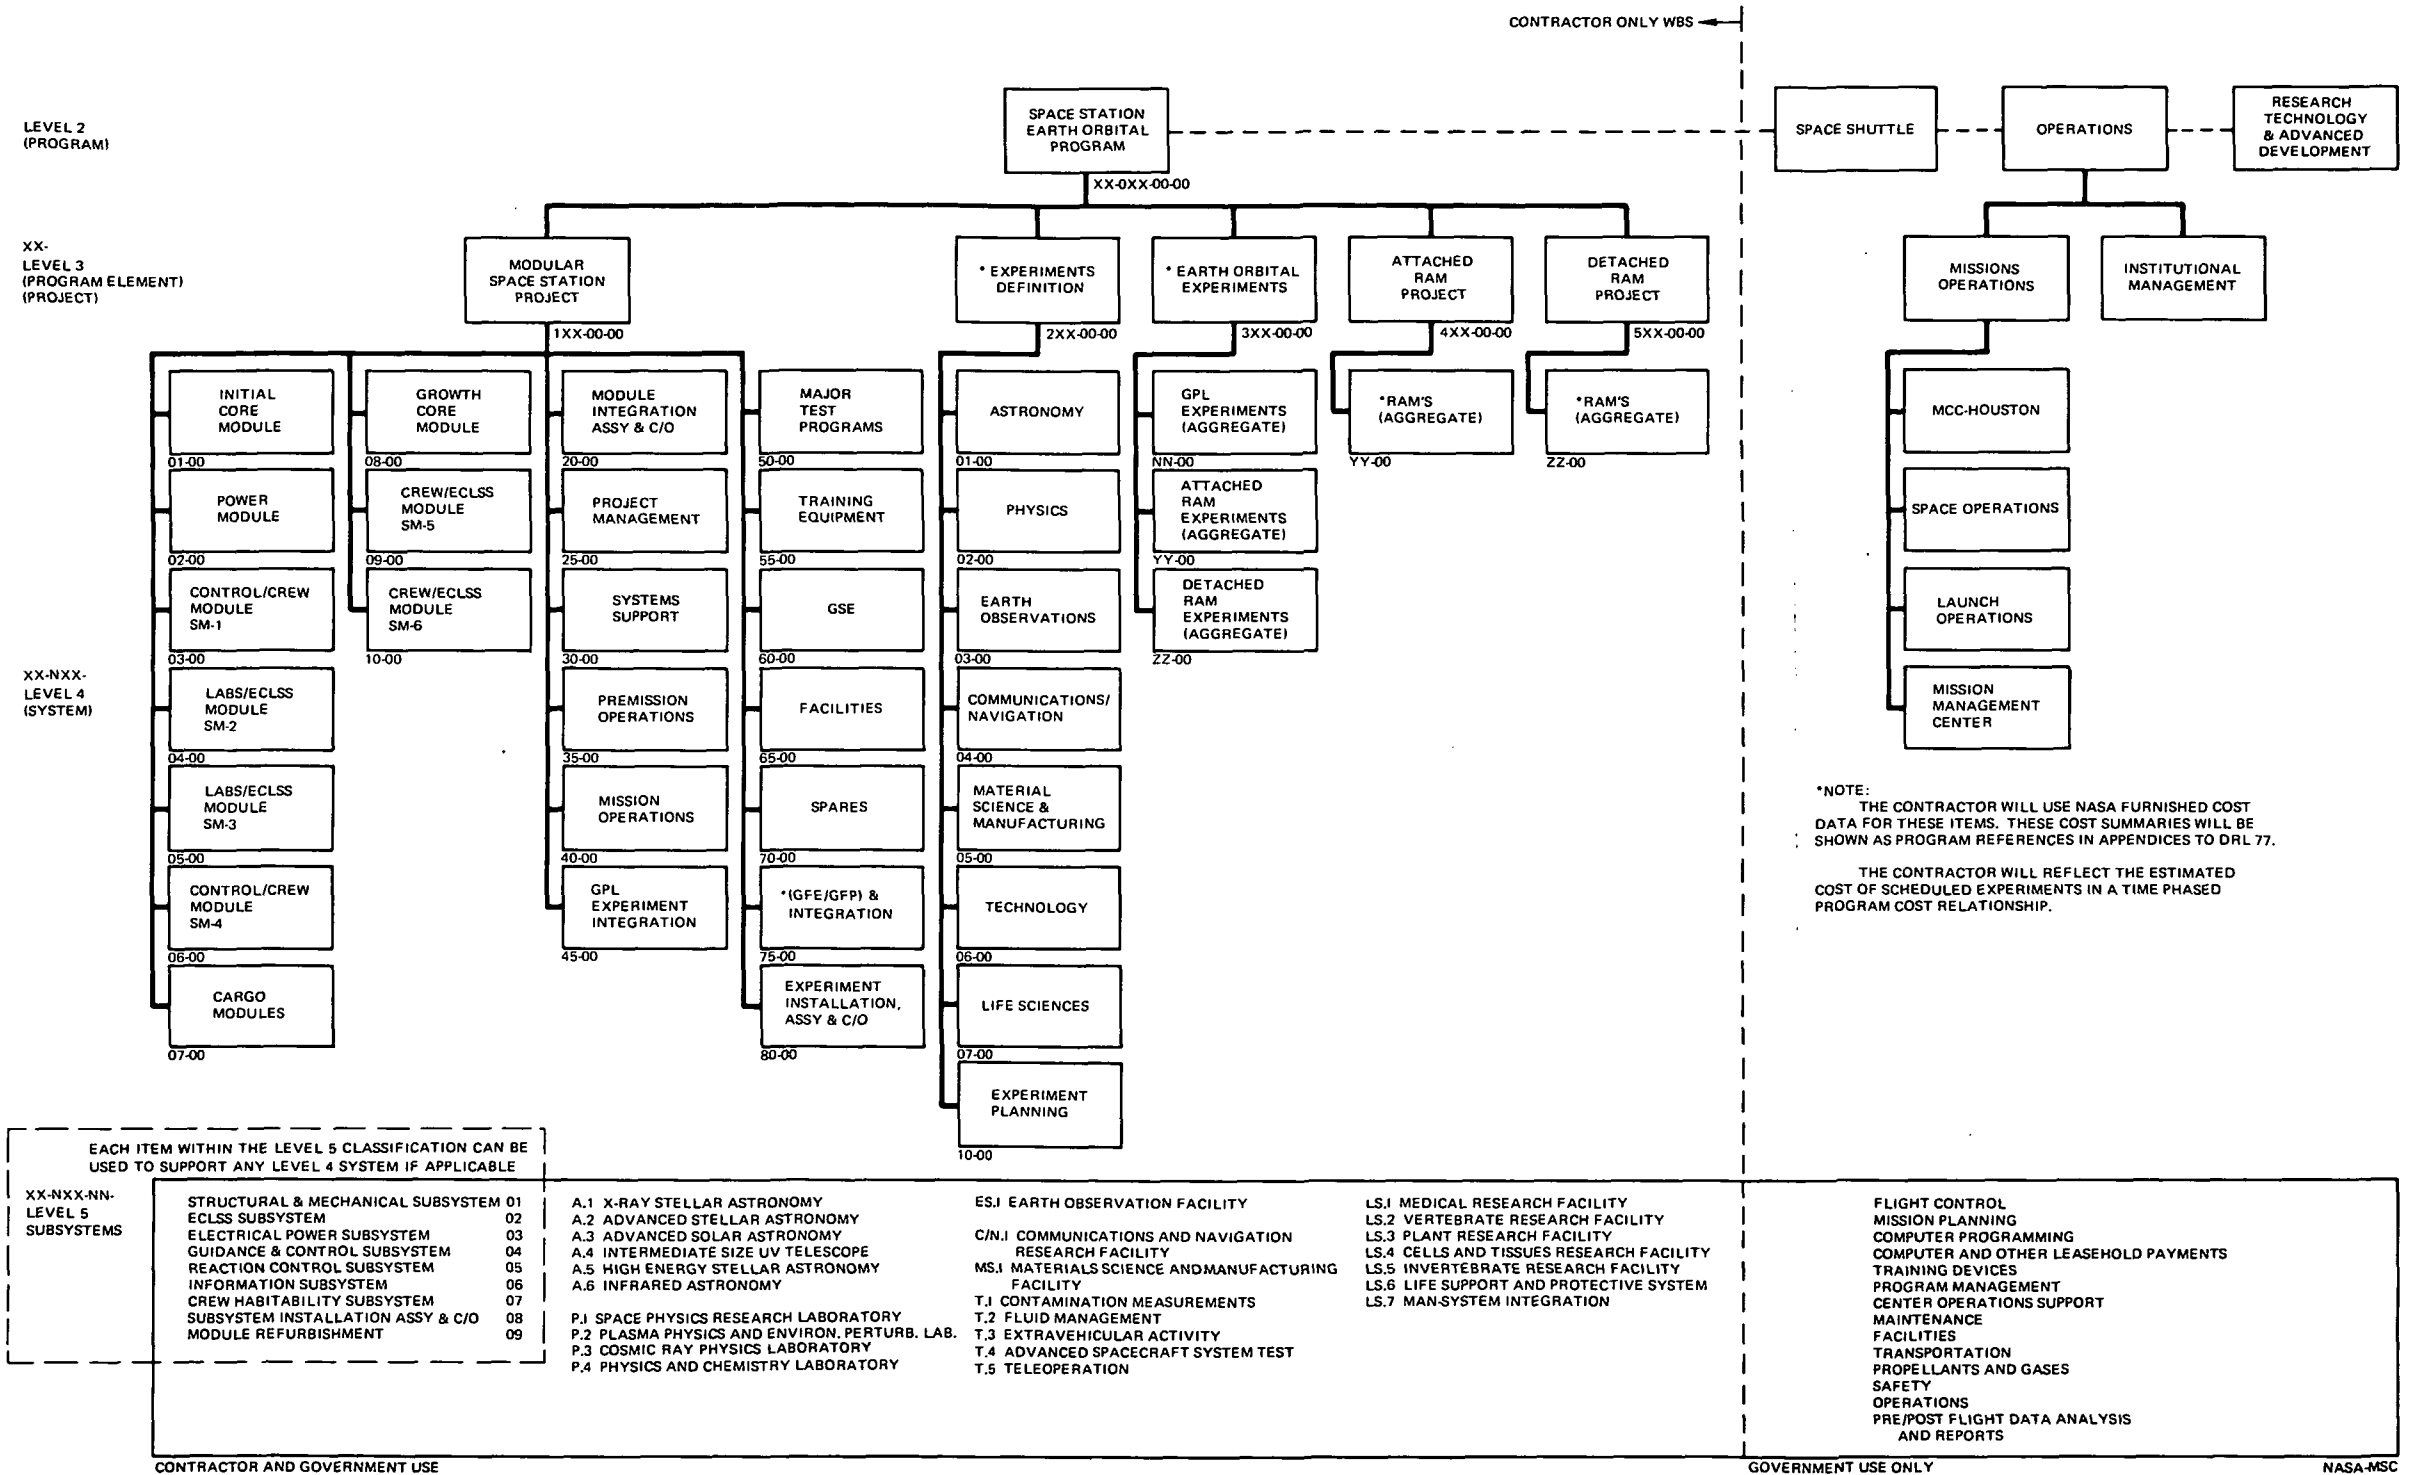 CONTRACTOR ONLY WBS
LEVEL 2
(PROGRAM)
SPACE STATION
EARTH ORBITAL
PROGRAM
XX-0XX-00-00
SPACE SHUTTLE
OPERATIONS
RESEARCH
TECHNOLOGY
& ADVANCED
DEVELOPMENT
XX-
LEVEL 3
(PROGRAM ELEMENT)
(PROJECT)
MODULAR
SPACE STATION
PROJECT
1XX-00-00
* EXPERIMENTS
DEFINITION
2XX-00-00
* EARTH ORBITAL
EXPERIMENTS
3XX-00-00
ATTACHED
RAM
PROJECT
4XX-00-00
DETACHED
RAM
PROJECT
5XX-00-00
MISSIONS
OPERATIONS
INSTITUTIONAL
MANAGEMENT
XX-NXX-
LEVEL 4
(SYSTEM)
INITIAL
CORE
MODULE
01-00
POWER
MODULE
02-00
CONTROL/CREW
MODULE
SM-1
03-00
LABS/ECLSS
MODULE
SM-2
04-00
LABS/ECLSS
MODULE
SM-3
05-00
CONTROL/CREW
MODULE
SM-4
06-00
CARGO
MODULES
07-00
GROWTH
CORE
MODULE
08-00
CREW/ECLSS
MODULE
SM-5
09-00
CREW/ECLSS
MODULE
SM-6
10-00
MODULE
INTEGRATION
ASSY & C/O
20-00
PROJECT
MANAGEMENT
25-00
SYSTEMS
SUPPORT
30-00
PREMISSION
OPERATIONS
35-00
MISSION
OPERATIONS
40-00
GPL
EXPERIMENT
INTEGRATION
45-00
MAJOR
TEST
PROGRAMS
50-00
TRAINING
EQUIPMENT
55-00
GSE
60-00
FACILITIES
65-00
SPARES
70-00
*(GFE/GFP) &
INTEGRATION
75-00
EXPERIMENT
INSTALLATION,
ASSY & C/O
80-00
ASTRONOMY
01-00
PHYSICS
02-00
EARTH
OBSERVATIONS
03-00
COMMUNICATIONS/
NAVIGATION
04-00
MATERIAL
SCIENCE &
MANUFACTURING
05-00
TECHNOLOGY
06-00
LIFE SCIENCES
07-00
EXPERIMENT
PLANNING
10-00
GPL
EXPERIMENTS
(AGGREGATE)
NN-00
ATTACHED
RAM
EXPERIMENTS
(AGGREGATE)
YY-00
DETACHED
RAM
EXPERIMENTS
(AGGREGATE)
ZZ-00
*RAM'S
(AGGREGATE)
YY-00
*RAM'S
(AGGREGATE)
ZZ-00
MCC-HOUSTON
SPACE OPERATIONS
LAUNCH
OPERATIONS
MISSION
MANAGEMENT
CENTER
*NOTE:
THE CONTRACTOR WILL USE NASA FURNISHED COST
DATA FOR THESE ITEMS. THESE COST SUMMARIES WILL BE
SHOWN AS PROGRAM REFERENCES IN APPENDICES TO DRL 77.
THE CONTRACTOR WILL REFLECT THE ESTIMATED
COST OF SCHEDULED EXPERIMENTS IN A TIME PHASED
PROGRAM COST RELATIONSHIP.
EACH ITEM WITHIN THE LEVEL 5 CLASSIFICATION CAN BE
USED TO SUPPORT ANY LEVEL 4 SYSTEM IF APPLICABLE
XX-NXX-NN-
LEVEL 5
SUBSYSTEMS
STRUCTURAL & MECHANICAL SUBSYSTEM 01
ECLSS SUBSYSTEM 02
ELECTRICAL POWER SUBSYSTEM 03
GUIDANCE & CONTROL SUBSYSTEM 04
REACTION CONTROL SUBSYSTEM 05
INFORMATION SUBSYSTEM 06
CREW HABITABILITY SUBSYSTEM 07
SUBSYSTEM INSTALLATION ASSY & C/O 08
MODULE REFURBISHMENT 09
A.1 X-RAY STELLAR ASTRONOMY
A.2 ADVANCED STELLAR ASTRONOMY
A.3 ADVANCED SOLAR ASTRONOMY
A.4 INTERMEDIATE SIZE UV TELESCOPE
A.5 HIGH ENERGY STELLAR ASTRONOMY
A.6 INFRARED ASTRONOMY
P.I SPACE PHYSICS RESEARCH LABORATORY
P.2 PLASMA PHYSICS AND ENVIRON. PERTURB. LAB.
P.3 COSMIC RAY PHYSICS LABORATORY
P.4 PHYSICS AND CHEMISTRY LABORATORY
ES.I EARTH OBSERVATION FACILITY
C/N.I COMMUNICATIONS AND NAVIGATION
RESEARCH FACILITY
MS.I MATERIALS SCIENCE AND MANUFACTURING
FACILITY
T.I CONTAMINATION MEASUREMENTS
T.2 FLUID MANAGEMENT
T.3 EXTRAVEHICULAR ACTIVITY
T.4 ADVANCED SPACECRAFT SYSTEM TEST
T.5 TELEOPERATION
LS.I MEDICAL RESEARCH FACILITY
LS.2 VERTEBRATE RESEARCH FACILITY
LS.3 PLANT RESEARCH FACILITY
LS.4 CELLS AND TISSUES RESEARCH FACILITY
LS.5 INVERTEBRATE RESEARCH FACILITY
LS.6 LIFE SUPPORT AND PROTECTIVE SYSTEM
LS.7 MAN-SYSTEM INTEGRATION
FLIGHT CONTROL
MISSION PLANNING
COMPUTER PROGRAMMING
COMPUTER AND OTHER LEASEHOLD PAYMENTS
TRAINING DEVICES
PROGRAM MANAGEMENT
CENTER OPERATIONS SUPPORT
MAINTENANCE
FACILITIES
TRANSPORTATION
PROPELLANTS AND GASES
SAFETY
OPERATIONS
PRE/POST FLIGHT DATA ANALYSIS
AND REPORTS
CONTRACTOR AND GOVERNMENT USE
GOVERNMENT USE ONLY
NASA-MSC